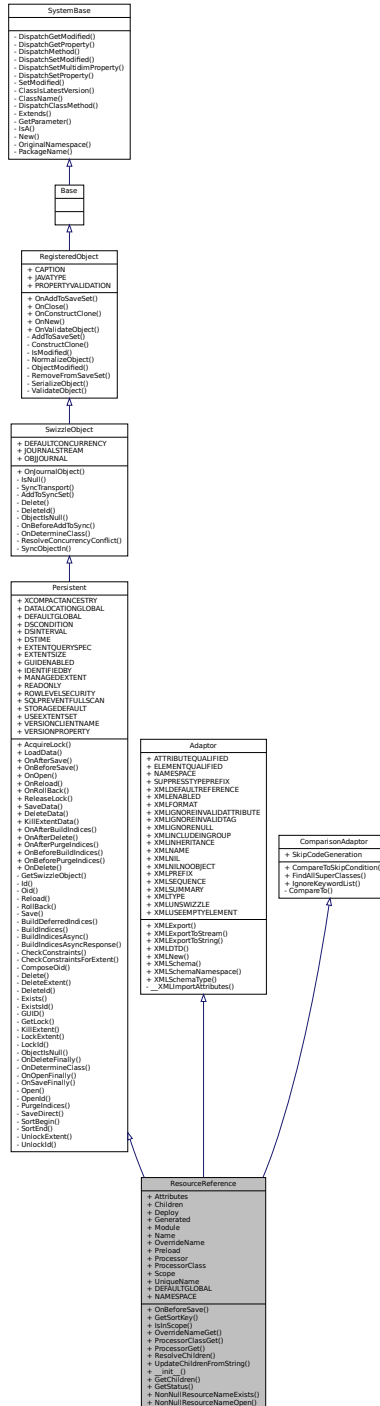 SystemBase
- DispatchGetModified()
- DispatchGetProperty()
- DispatchMethod()
- DispatchSetModified()
- DispatchSetMultidimProperty()
- DispatchSetProperty()
- SetModified()
- ClassIsLatestVersion()
- ClassName()
- DispatchClassMethod()
- Extends()
- GetParameter()
- IsA()
- New()
- OriginalNamespace()
- PackageName()
Base
RegisteredObject
+ CAPTION
+ JAVATYPE
+ PROPERTYVALIDATION
+ OnAddToSaveSet()
+ OnClose()
+ OnConstructClone()
+ OnNew()
+ OnValidateObject()
- AddToSaveSet()
- ConstructClone()
- IsModified()
- NormalizeObject()
- ObjectModified()
- RemoveFromSaveSet()
- SerializeObject()
- ValidateObject()
SwizzleObject
+ DEFAULTCONCURRENCY
+ JOURNALSTREAM
+ OBJJOURNAL
+ OnJournalObject()
- IsNull()
- SyncTransport()
- AddToSyncSet()
- Delete()
- DeleteId()
- ObjectIsNull()
- OnBeforeAddToSync()
- OnDetermineClass()
- ResolveConcurrencyConflict()
- SyncObjectIn()
Persistent
+ XCOMPACTANCESTRY
+ DATALOCATIONGLOBAL
+ DEFAULTGLOBAL
+ DSCONDITION
+ DSINTERVAL
+ DSTIME
+ EXTENTQUERYSPEC
+ EXTENTSIZE
+ GUIDENABLED
+ IDENTIFIEDBY
+ MANAGEDEXTENT
+ READONLY
+ ROWLEVELSECURITY
+ SQLPREVENTFULLSCAN
+ STORAGEDEFAULT
+ USEEXTENTSET
+ VERSIONCLIENTNAME
+ VERSIONPROPERTY
+ AcquireLock()
+ LoadData()
+ OnAfterSave()
+ OnBeforeSave()
+ OnOpen()
+ OnReload()
+ OnRollBack()
+ ReleaseLock()
+ SaveData()
+ DeleteData()
+ KillExtentData()
+ OnAfterBuildIndices()
+ OnAfterDelete()
+ OnAfterPurgeIndices()
+ OnBeforeBuildIndices()
+ OnBeforePurgeIndices()
+ OnDelete()
- GetSwizzleObject()
- Id()
- Oid()
- Reload()
- RollBack()
- Save()
- BuildDeferredIndices()
- BuildIndices()
- BuildIndicesAsync()
- BuildIndicesAsyncResponse()
- CheckConstraints()
- CheckConstraintsForExtent()
- ComposeOid()
- Delete()
- DeleteExtent()
- DeleteId()
- Exists()
- ExistsId()
- GUID()
- GetLock()
- KillExtent()
- LockExtent()
- LockId()
- ObjectIsNull()
- OnDeleteFinally()
- OnDetermineClass()
- OnOpenFinally()
- OnSaveFinally()
- Open()
- OpenId()
- PurgeIndices()
- SaveDirect()
- SortBegin()
- SortEnd()
- UnlockExtent()
- UnlockId()
Adaptor
+ ATTRIBUTEQUALIFIED
+ ELEMENTQUALIFIED
+ NAMESPACE
+ SUPPRESSTYPEPREFIX
+ XMLDEFAULTREFERENCE
+ XMLENABLED
+ XMLFORMAT
+ XMLIGNOREINVALIDATTRIBUTE
+ XMLIGNOREINVALIDTAG
+ XMLIGNORENULL
+ XMLINCLUDEINGROUP
+ XMLINHERITANCE
+ XMLNAME
+ XMLNIL
+ XMLNILNOOBJECT
+ XMLPREFIX
+ XMLSEQUENCE
+ XMLSUMMARY
+ XMLTYPE
+ XMLUNSWIZZLE
+ XMLUSEEMPTYELEMENT
+ XMLExport()
+ XMLExportToStream()
+ XMLExportToString()
+ XMLDTD()
+ XMLNew()
+ XMLSchema()
+ XMLSchemaNamespace()
+ XMLSchemaType()
- __XMLImportAttributes()
ComparisonAdaptor
+ SkipCodeGeneration
+ CompareToSkipCondition()
+ FindAllSuperClasses()
+ IgnoreKeywordList()
- CompareTo()
ResourceReference
+ Attributes
+ Children
+ Deploy
+ Generated
+ Module
+ Name
+ OverrideName
+ Preload
+ Processor
+ ProcessorClass
+ Scope
+ UniqueName
+ DEFAULTGLOBAL
+ NAMESPACE
+ OnBeforeSave()
+ GetSortKey()
+ IsInScope()
+ OverrideNameGet()
+ ProcessorClassGet()
+ ProcessorGet()
+ ResolveChildren()
+ UpdateChildrenFromString()
+ __init__()
+ GetChildren()
+ GetStatus()
+ NonNullResourceNameExists()
+ NonNullResourceNameOpen()